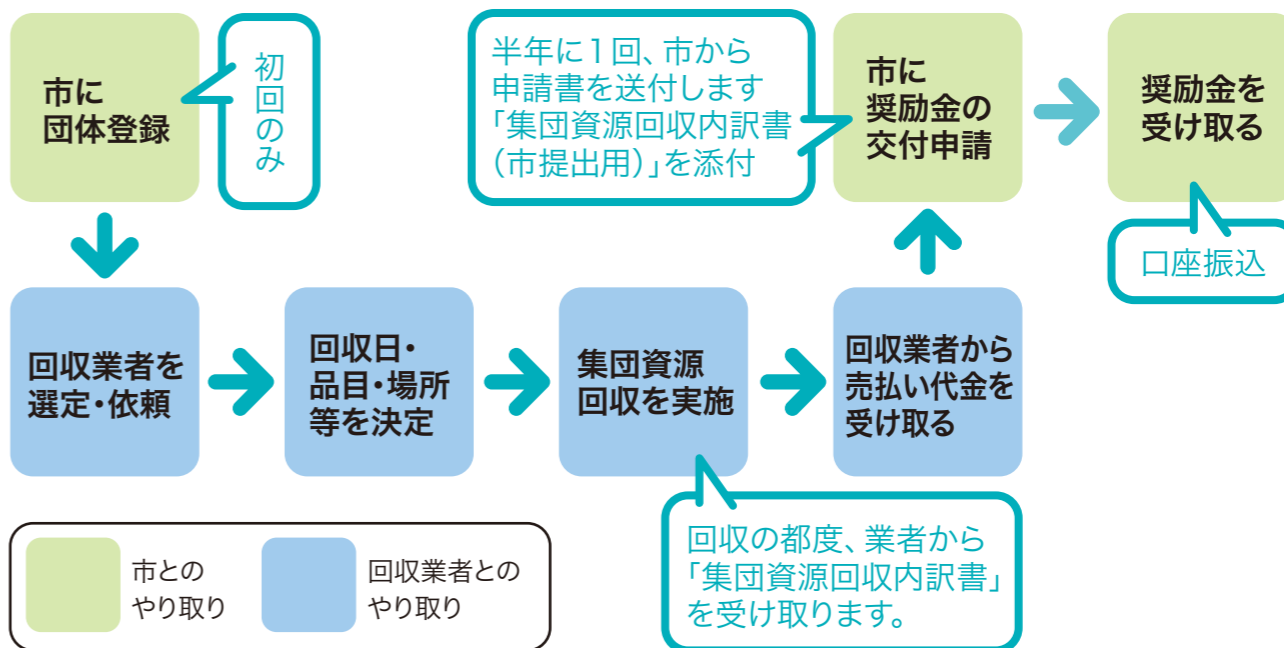 市に
団体登録
初回のみ
回収業者を
選定・依頼
回収日・
品目・場所
等を決定
集団資源
回収を実施
回収の都度、業者から
「集団資源回収内訳書」
を受け取ります。
回収業者から
売払い代金を
受け取る
市に
奨励金の
交付申請
半年に1回、市から
申請書を送付します
「集団資源回収内訳書
（市提出用）」を添付
奨励金を
受け取る
口座振込
市との
やり取り
回収業者との
やり取り